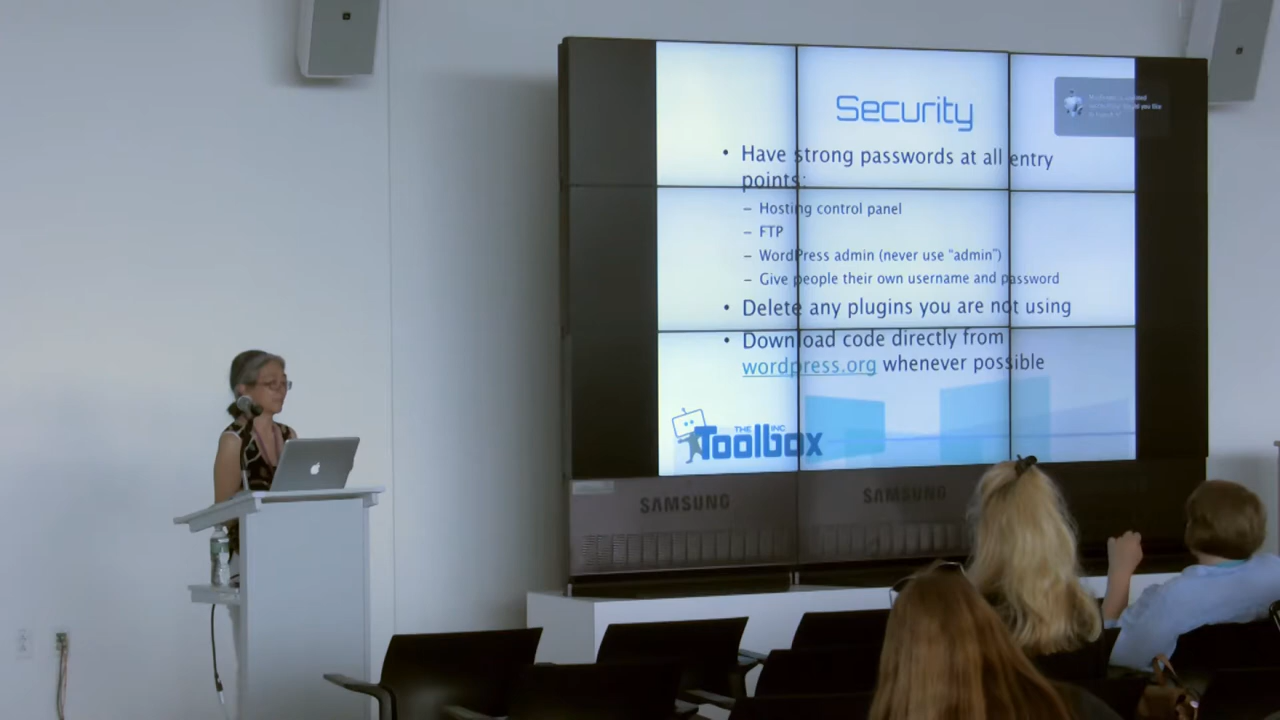 Security
• Have strong passwords at all entry
points:
– Hosting control panel
– FTP
– WordPress admin (never use "admin")
– Give people their own username and password
• Delete any plugins you are not using
• Download code directly from
wordpress.org whenever possible
THE INC
Toolbox
SAMSUNG SAMSUNG